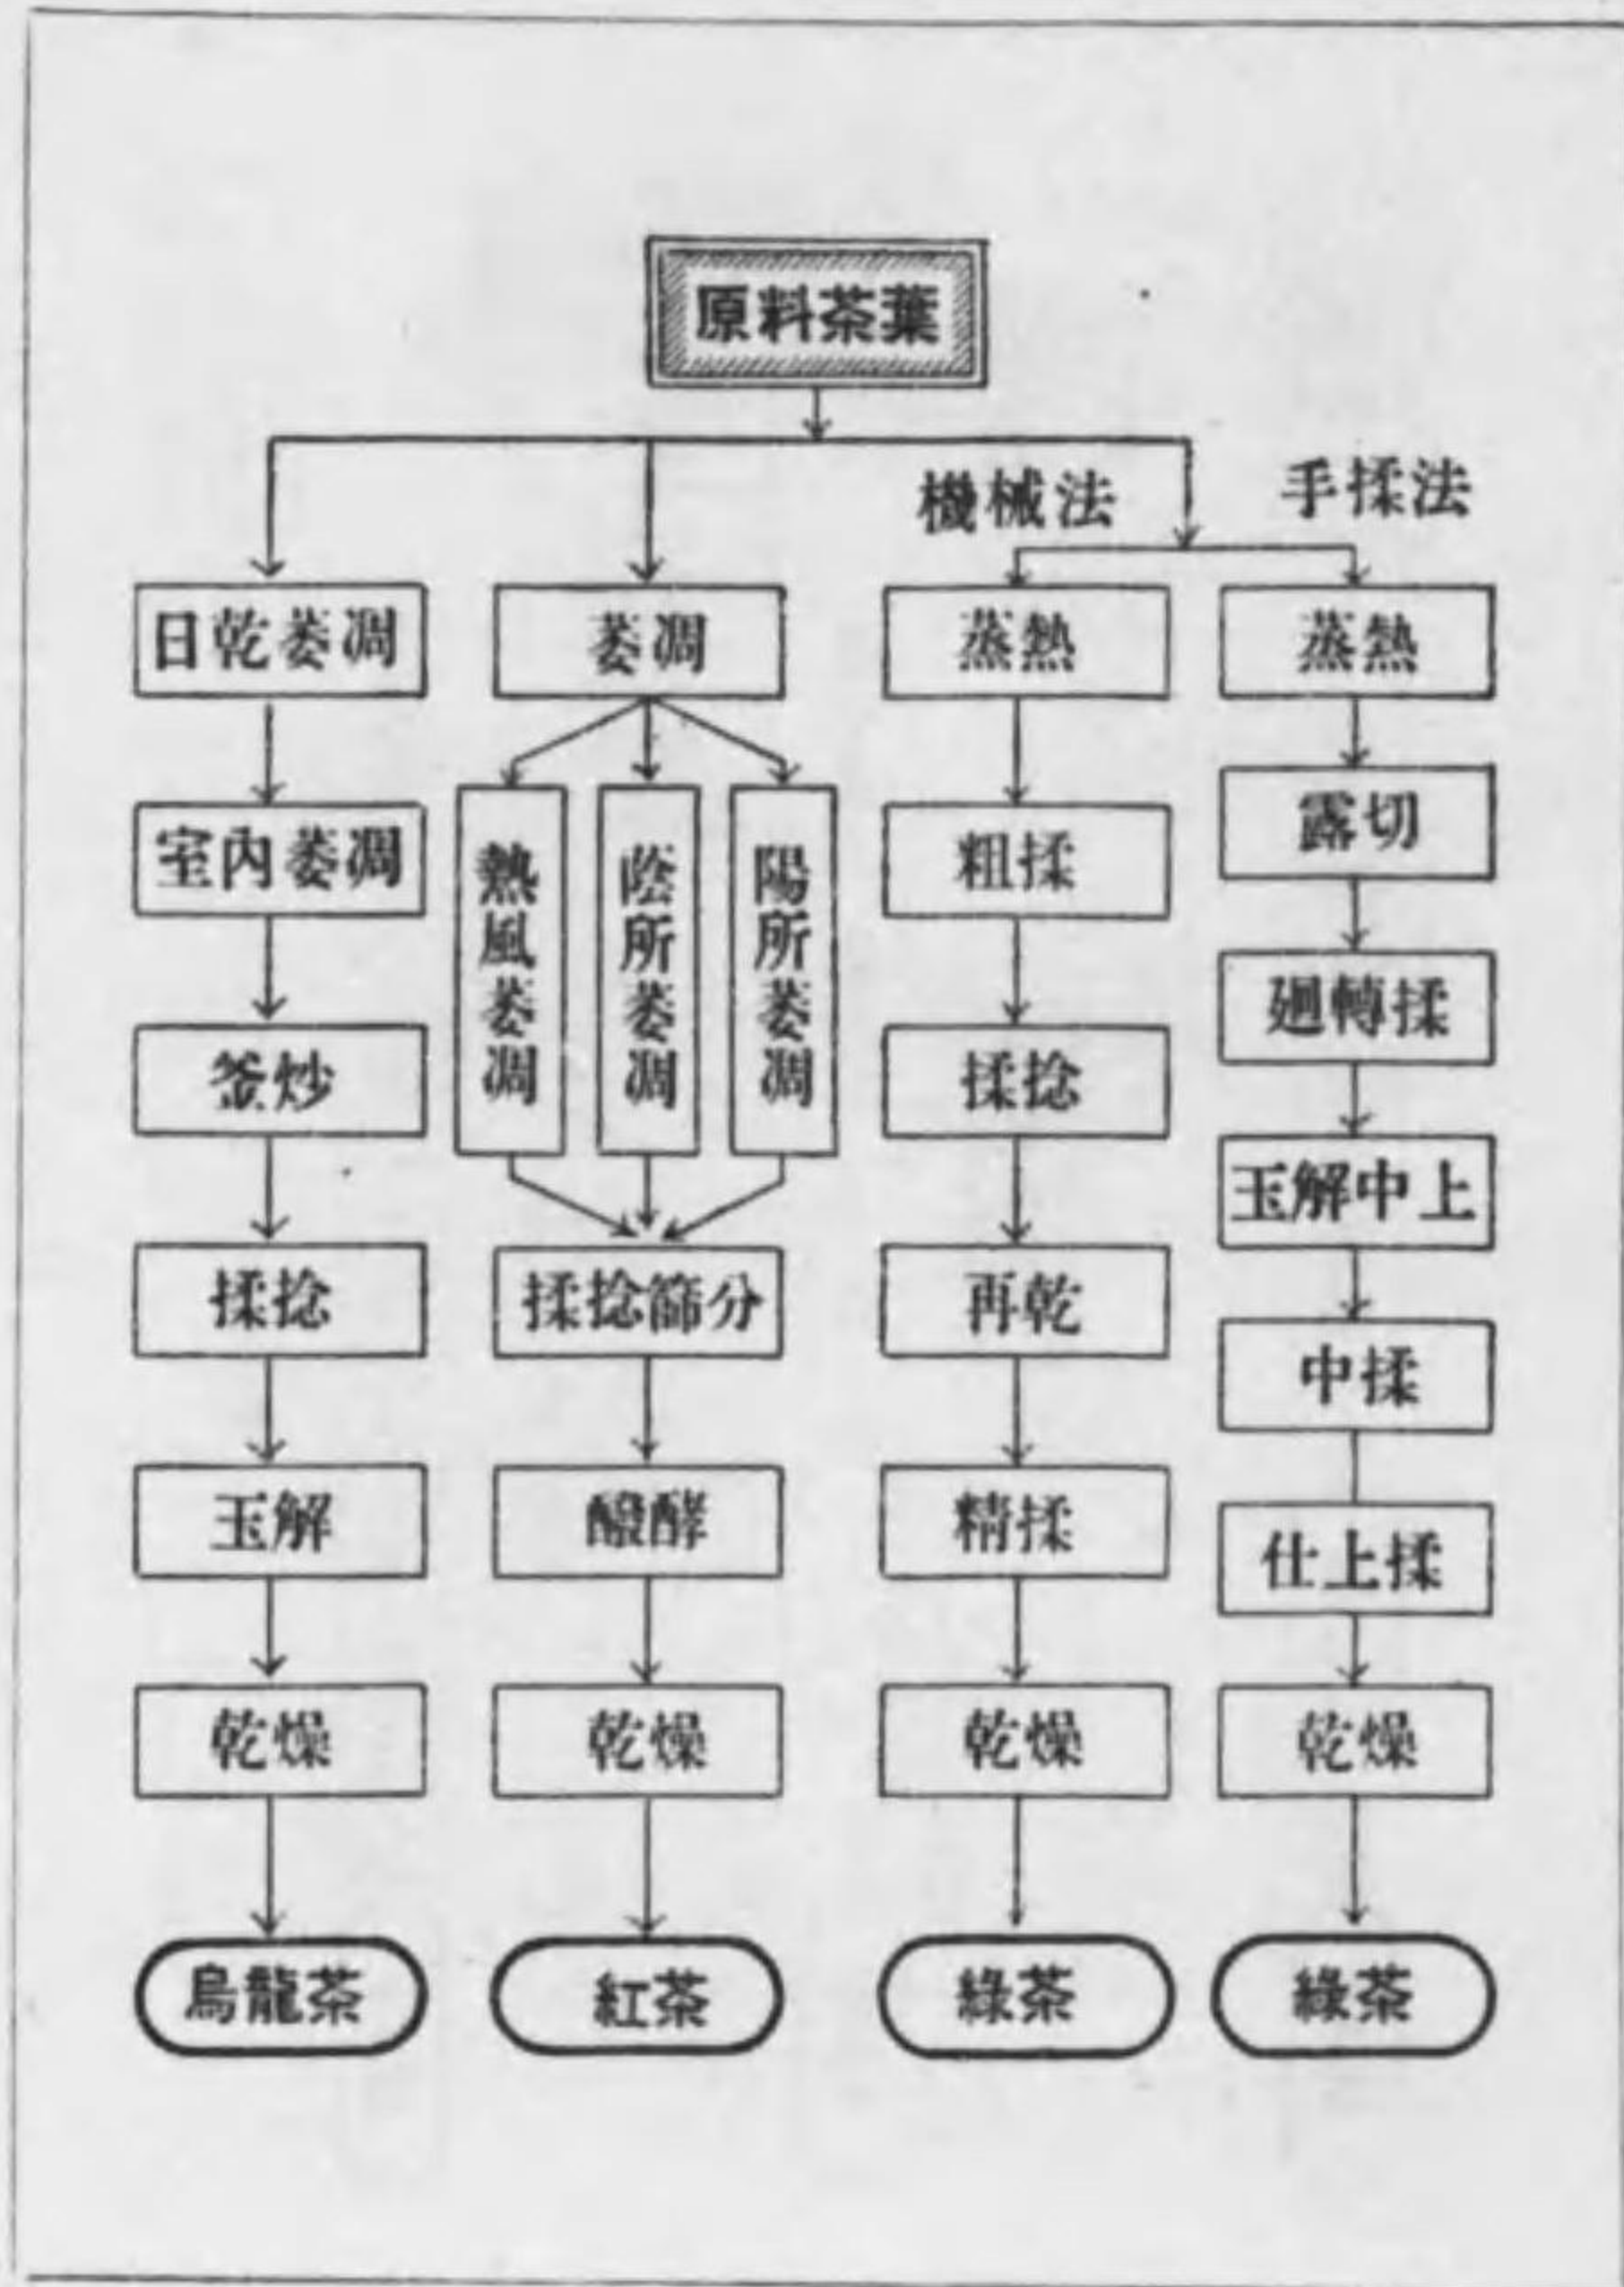 原料茶葉
機械法
手揉法
日乾萎凋
室內萎凋
釜炒
揉捻
玉解
乾燥
烏龍茶
萎凋
熱風萎凋
蔭所萎凋
陽所萎凋
揉捻篩分
醱酵
乾燥
紅茶
蒸熱
粗揉
揉捻
再乾
精揉
乾燥
綠茶
蒸熱
露切
廻轉揉
玉解中上
中揉
仕上揉
乾燥
綠茶